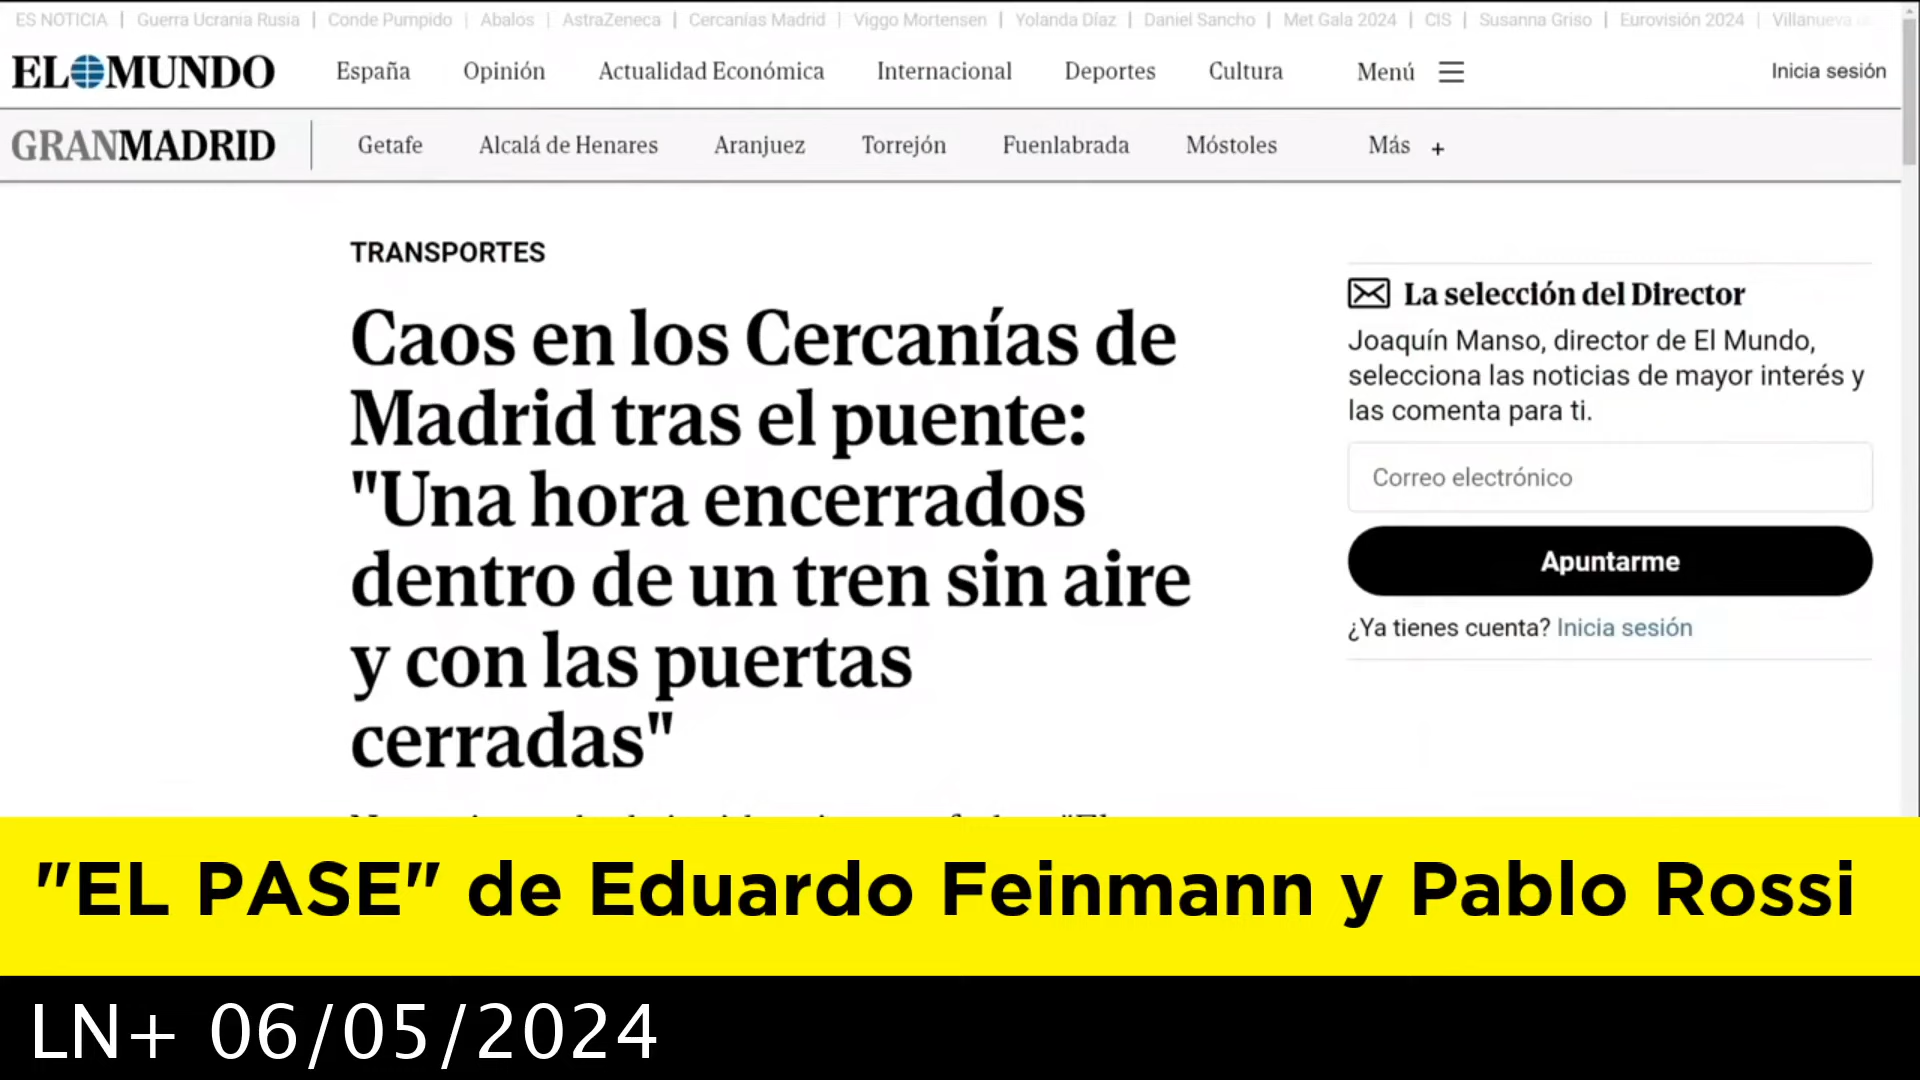 ES NOTICIA | Guerra Ucrania Rusia | Conde Pumpido | Abalos | AstraZeneca | Cercanías Madrid | Viggo Mortensen | Yolanda Díaz | Daniel Sancho | Met Gala 2024 | CIS | Susanna Griso | Eurovisión 2024 | Villanueva
EL MUNDO España Opinión Actualidad Económica Internacional Deportes Cultura Menú Inicia sesión
GRANMADRID Getafe Alcalá de Henares Aranjuez Torrejón Fuenlabrada Móstoles Más +
TRANSPORTES
Caos en los Cercanías de
Madrid tras el puente:
"Una hora encerrados
dentro de un tren sin aire
y con las puertas
cerradas"
La selección del Director
Joaquín Manso, director de El Mundo,
selecciona las noticias de mayor interés y
las comenta para ti.
Correo electrónico
Apuntarme
¿Ya tienes cuenta? Inicia sesión
"EL PASE" de Eduardo Feinmann y Pablo Rossi
LN+ 06/05/2024